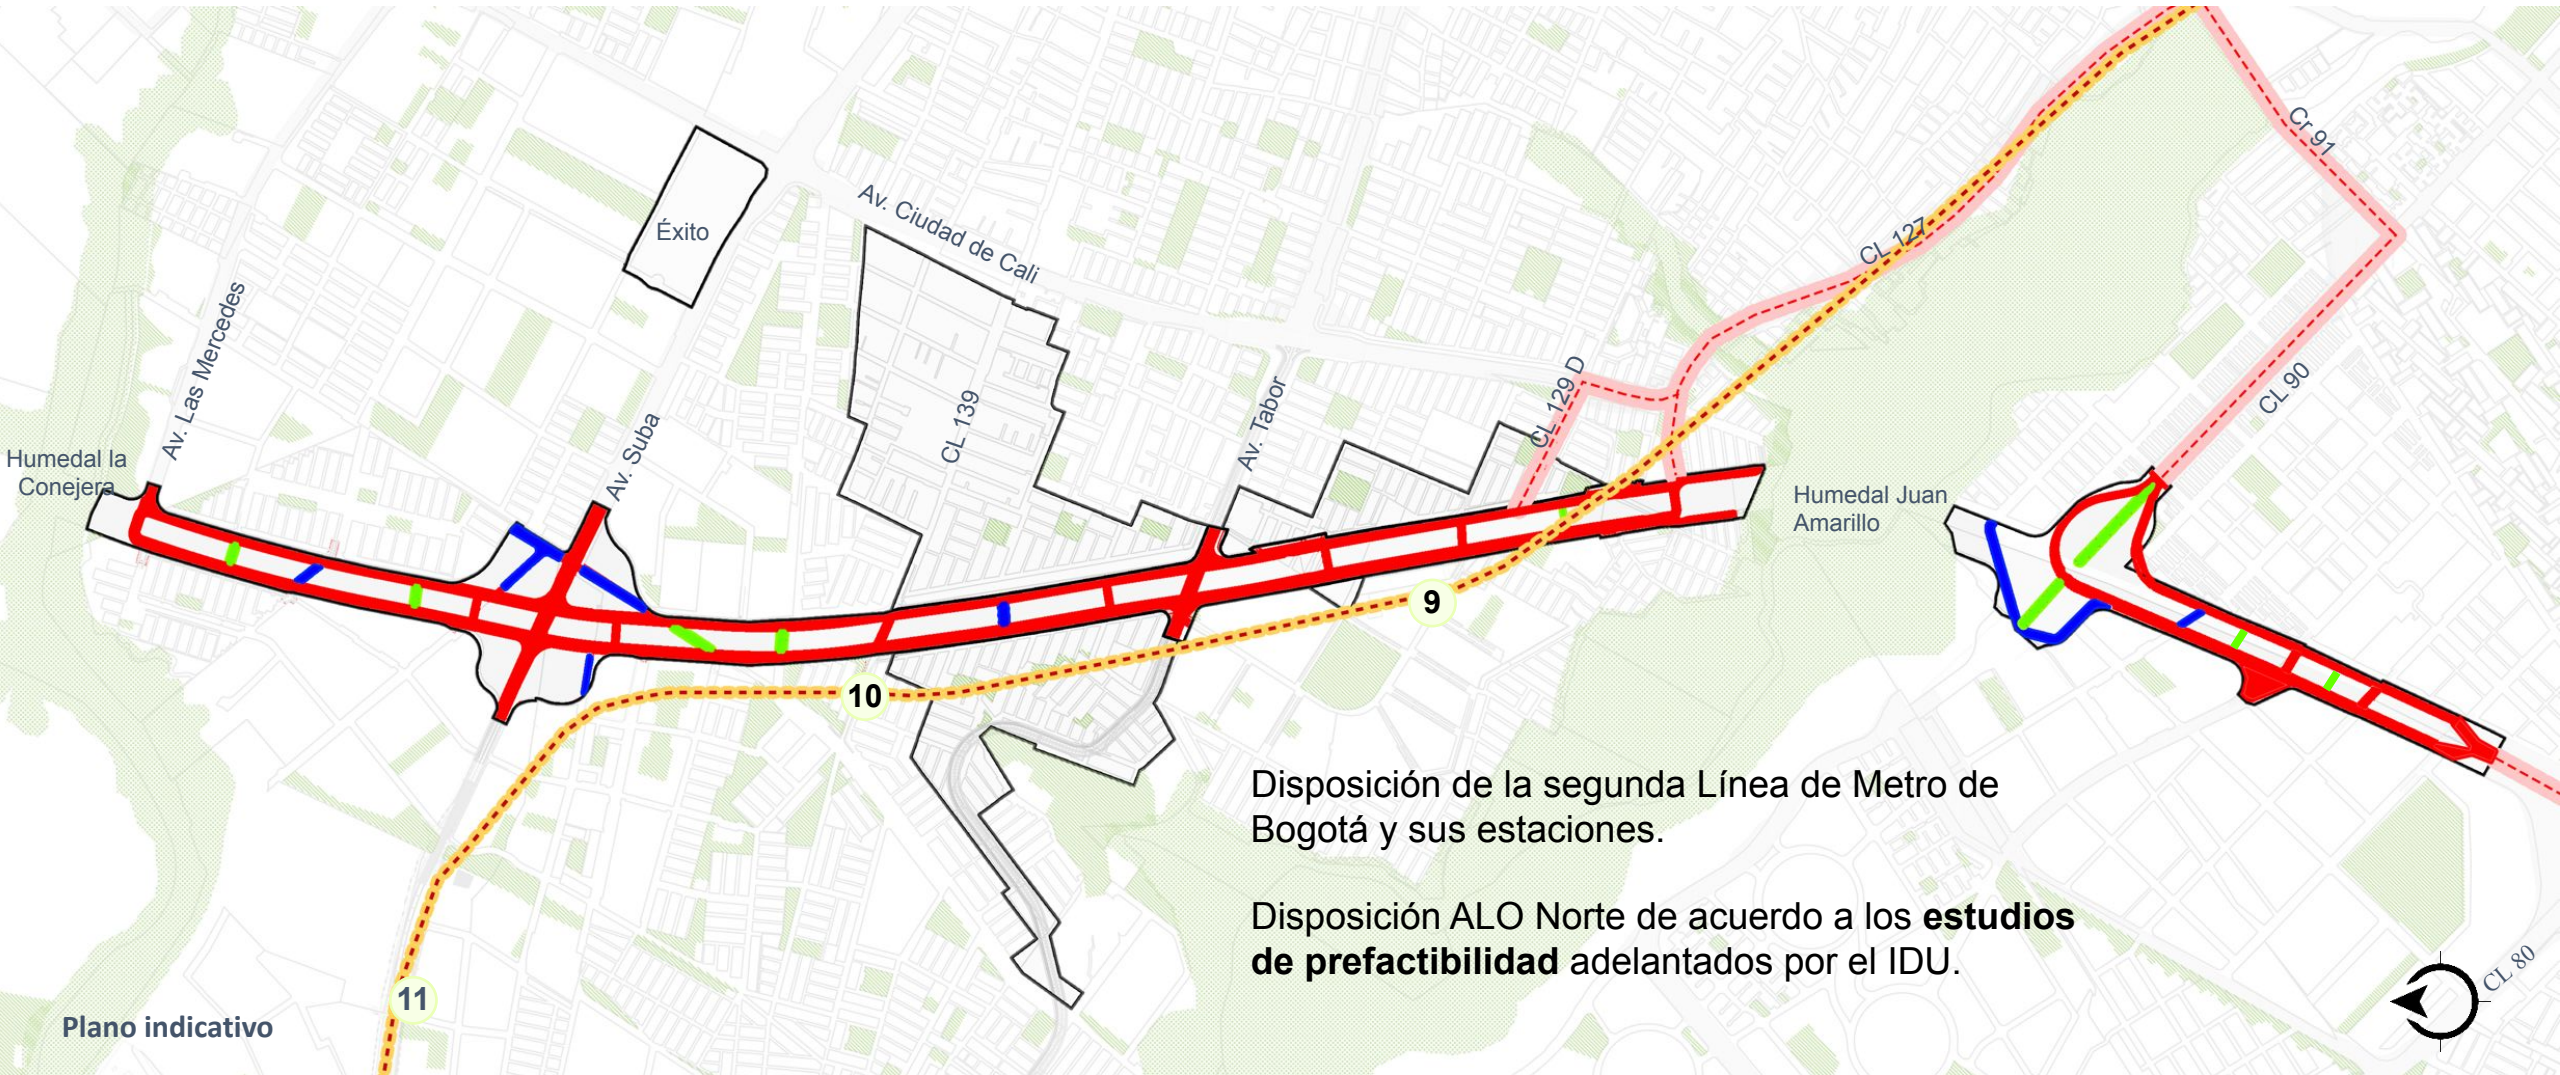 Cr 91
Av. Ciudad de Cali
Éxito
CL 127
Av. Las Mercedes
CL 129 D
CL 90
CL 139
Av. Tabor
Av. Suba
Humedal la
Conejera
Humedal Juan
Amarillo
9
10
11
Disposición de la segunda Línea de Metro de
Bogotá y sus estaciones.
Disposición ALO Norte de acuerdo a los estudios
de prefactibilidad adelantados por el IDU.
CL 80
Plano indicativo